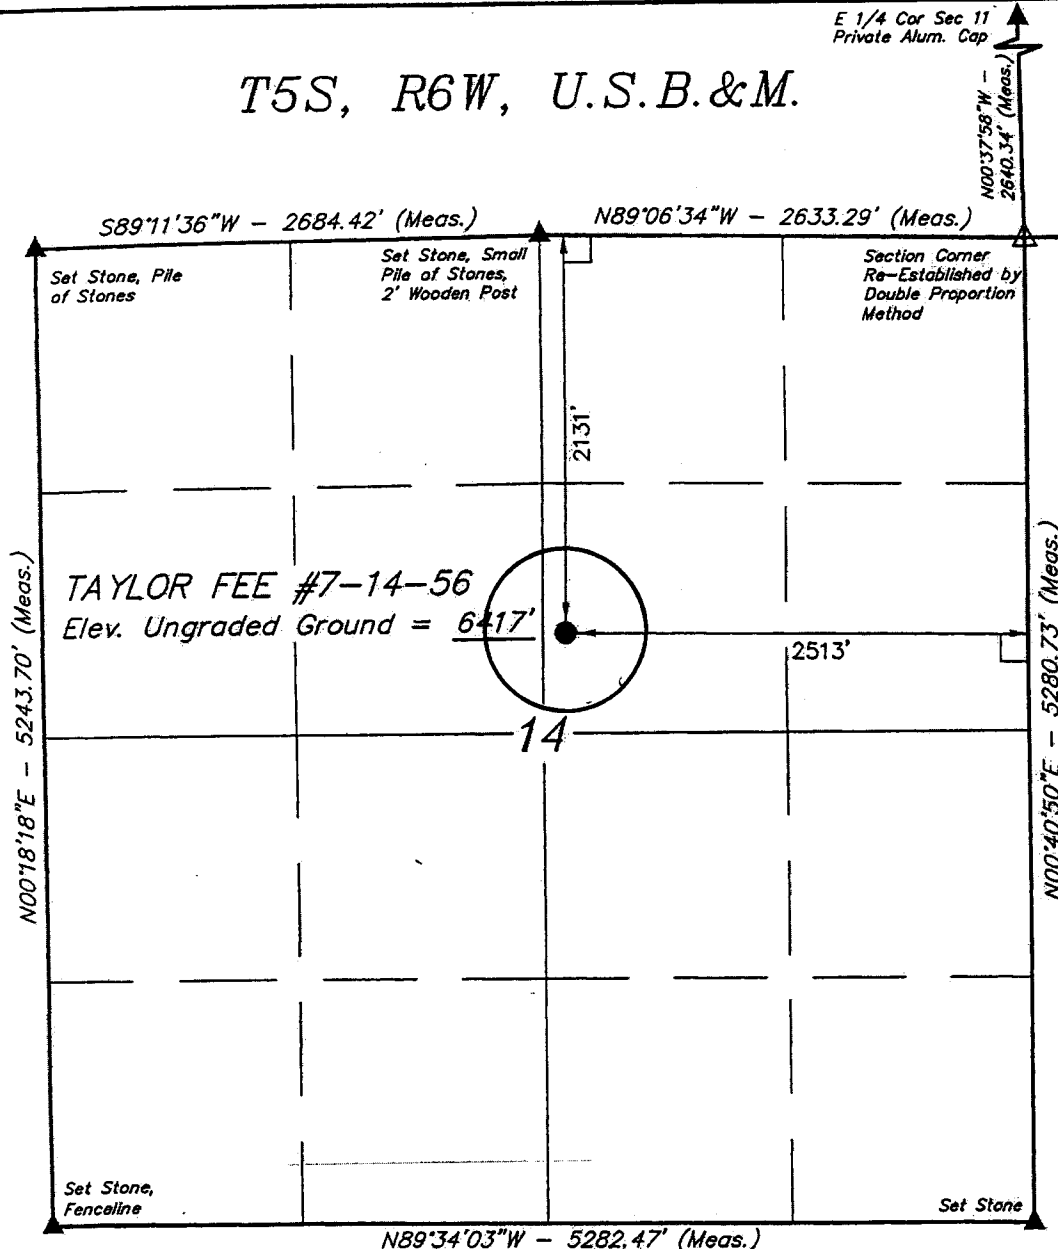 E 1/4 Cor Sec 11
Private Alum. Cap
T5S, R6W, U.S.B.&M.
N00°37'58"W -
2640.34' (Meas.)
S89°11'36"W - 2684.42' (Meas.)
N89°06'34"W - 2633.29' (Meas.)
Set Stone, Pile
of Stones
Set Stone, Small
Pile of Stones,
2' Wooden Post
Section Corner
Re-Established by
Double Proportion
Method
2131'
TAYLOR FEE #7-14-56
Elev. Ungraded Ground = 6417'
2513'
14
N00°18'18"E - 5243.70' (Meas.)
N00°40'50"E - 5280.73' (Meas.)
Set Stone,
Fenceline
Set Stone
N89°34'03"W - 5282.47' (Meas.)